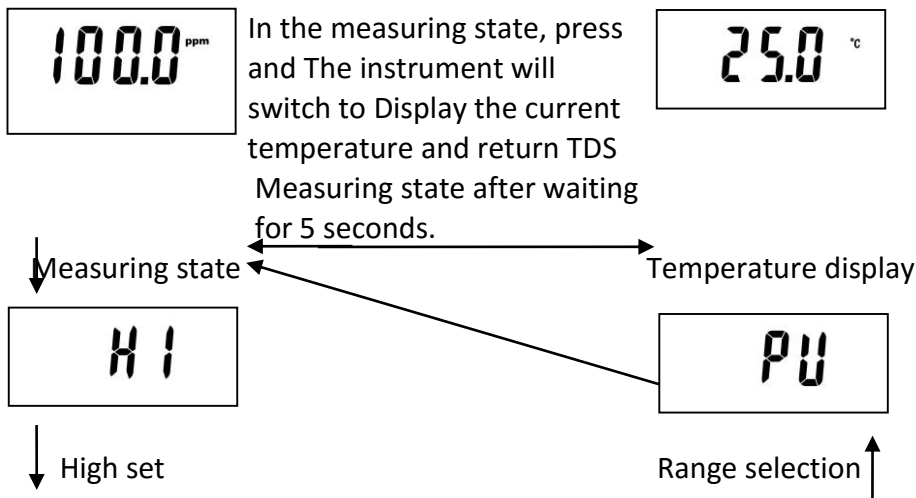 100.0 ppm
In the measuring state, press
and The instrument will
switch to Display the current
temperature and return TDS
Measuring state after waiting
for 5 seconds.
25.0 °C
Measuring state
Temperature display
HI
PU
High set
Range selection